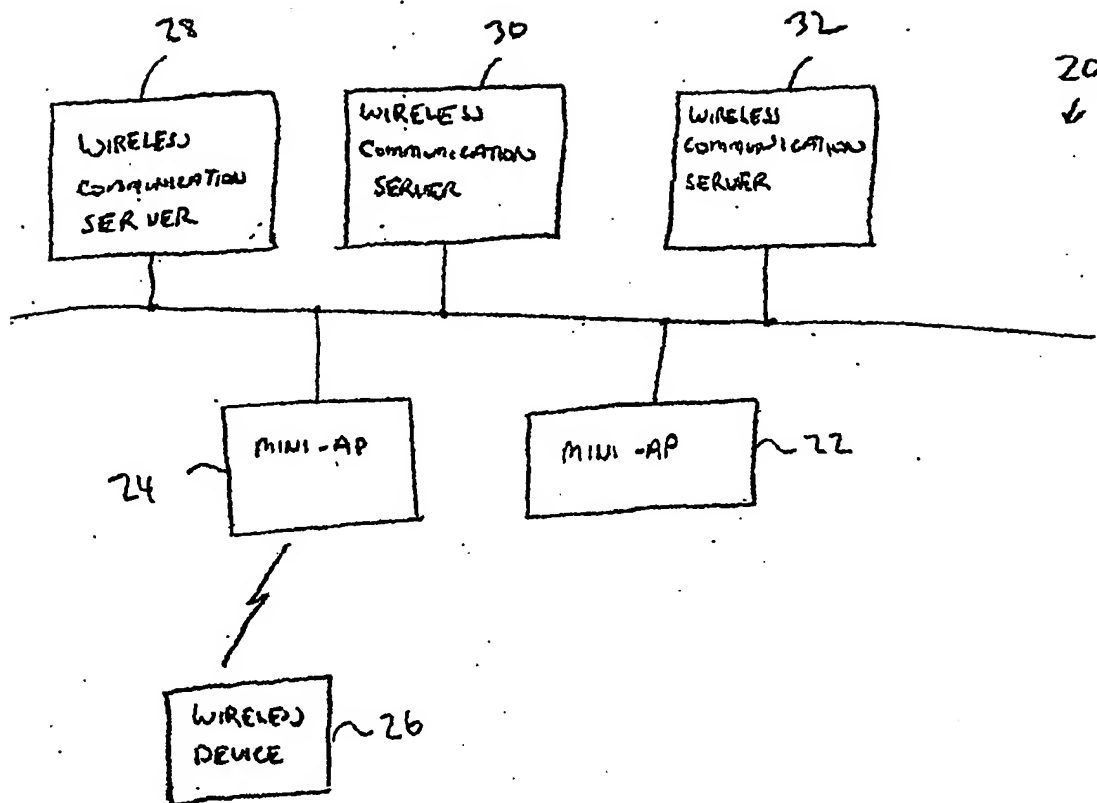 28
30
32
20
WIRELESS
COMMUNICATION
SERVER
WIRELESS
COMMUNICATION
SERVER
WIRELESS
COMMUNICATION
SERVER
MINI-AP
24
MINI-AP
22
WIRELESS
DEVICE
26